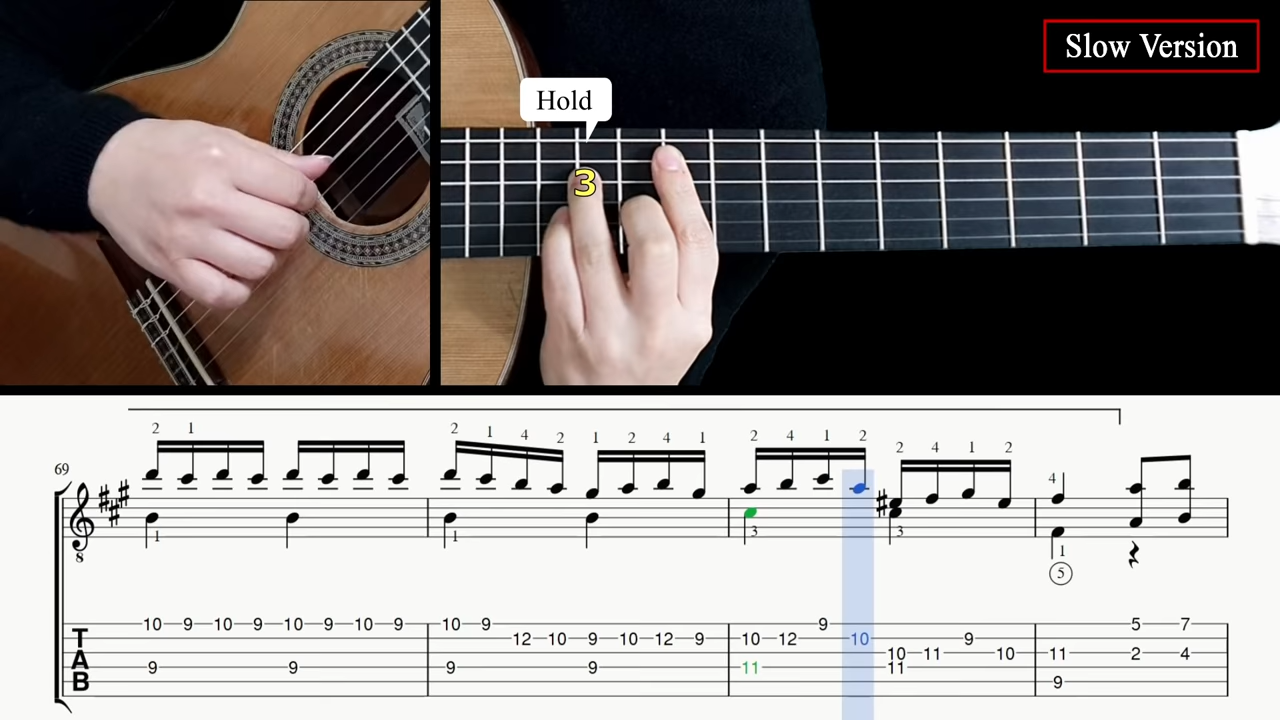 Slow Version
Hold
3
2 1 2 1 4 2 1 2 4 1 2 4 1 2 2 4 1 2 4
69
8
1 1 3 3 1
5
10 9 10 9 10 9 10 9 10 9 9 5 7
T 12 10 9 10 12 9 10 12 10 9
10 11 10 11 2 4
A 9 9 9 9 11 11
B 9